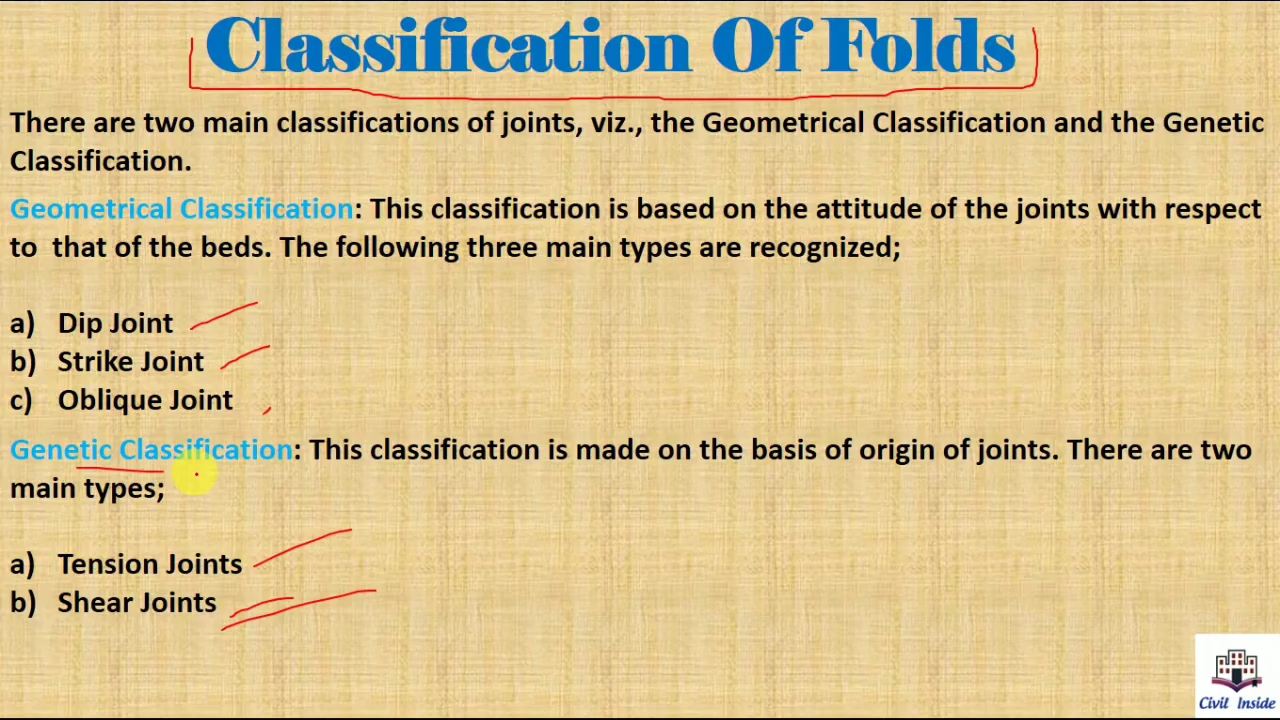 Classification Of Folds
There are two main classifications of joints, viz., the Geometrical Classification and the Genetic
Classification.
Geometrical Classification: This classification is based on the attitude of the joints with respect
to that of the beds. The following three main types are recognized;
a) Dip Joint
b) Strike Joint
c) Oblique Joint
Genetic Classification: This classification is made on the basis of origin of joints. There are two
main types;
a) Tension Joints
b) Shear Joints
Civil Inside